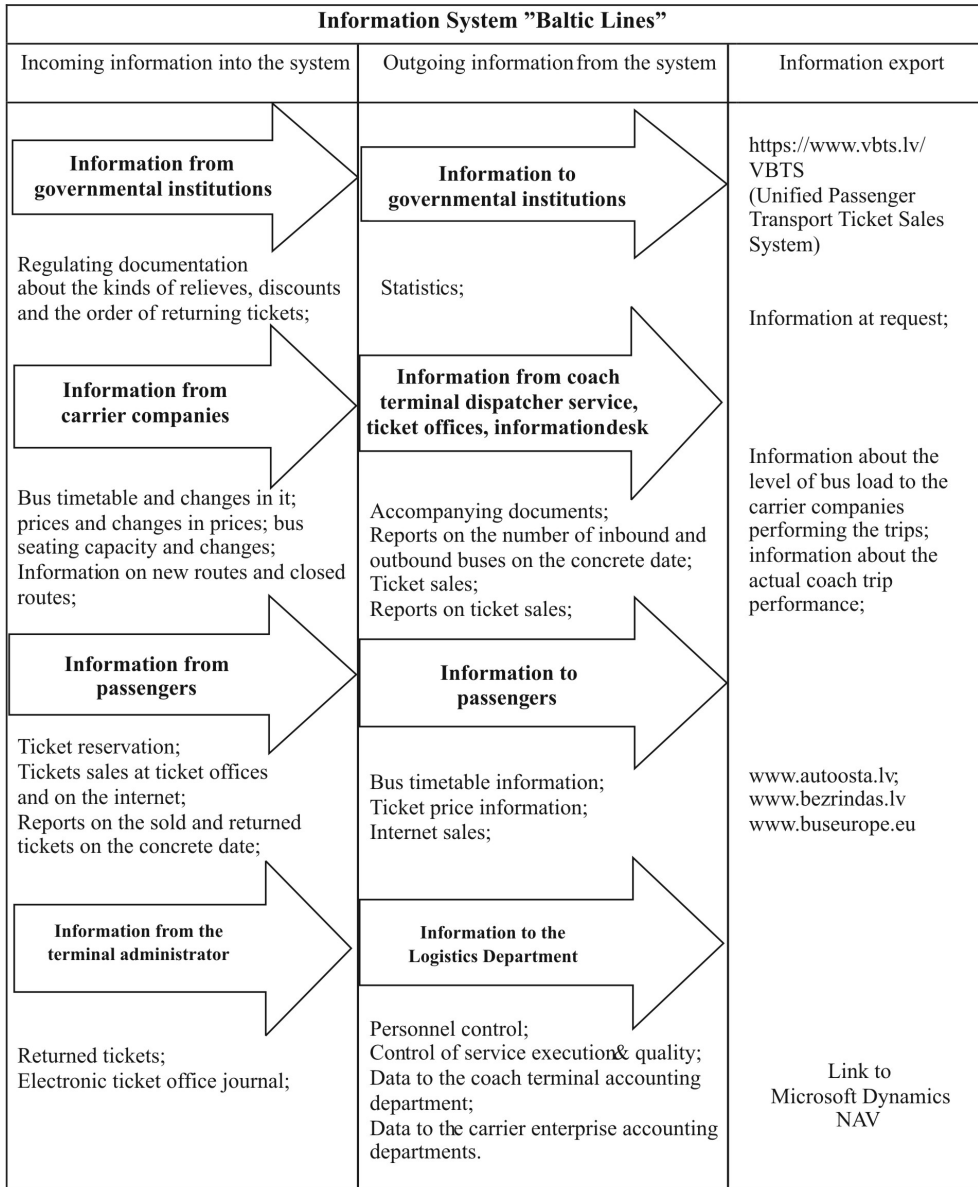 Information System ”Baltic Lines”
Incoming information into the system
Outgoing information from the system
Information export
Information from
governmental institutions
Information to
governmental institutions
https://www.vbts.lv/
VBTS
(Unified Passenger
Transport Ticket Sales
System)
Regulating documentation
about the kinds of relieves, discounts
and the order of returning tickets;
Statistics;
Information at request;
Information from
carrier companies
Information from coach
terminal dispatcher service,
ticket offices, information desk
Information about the
level of bus load to the
carrier companies
performing the trips;
information about the
actual coach trip
performance;
Bus timetable and changes in it;
prices and changes in prices; bus
seating capacity and changes;
Information on new routes and closed
routes;
Accompanying documents;
Reports on the number of inbound and
outbound buses on the concrete date;
Ticket sales;
Reports on ticket sales;
Information from
passengers
Information to
passengers
Ticket reservation;
Tickets sales at ticket offices
and on the internet;
Reports on the sold and returned
tickets on the concrete date;
Bus timetable information;
Ticket price information;
Internet sales;
www.autoosta.lv;
www.bezrindas.lv
www.buseurope.eu
Information from the
terminal administrator
Information to the
Logistics Department
Returned tickets;
Electronic ticket office journal;
Personnel control;
Control of service execution & quality;
Data to the coach terminal accounting
department;
Data to the carrier enterprise accounting
departments.
Link to
Microsoft Dynamics
NAV